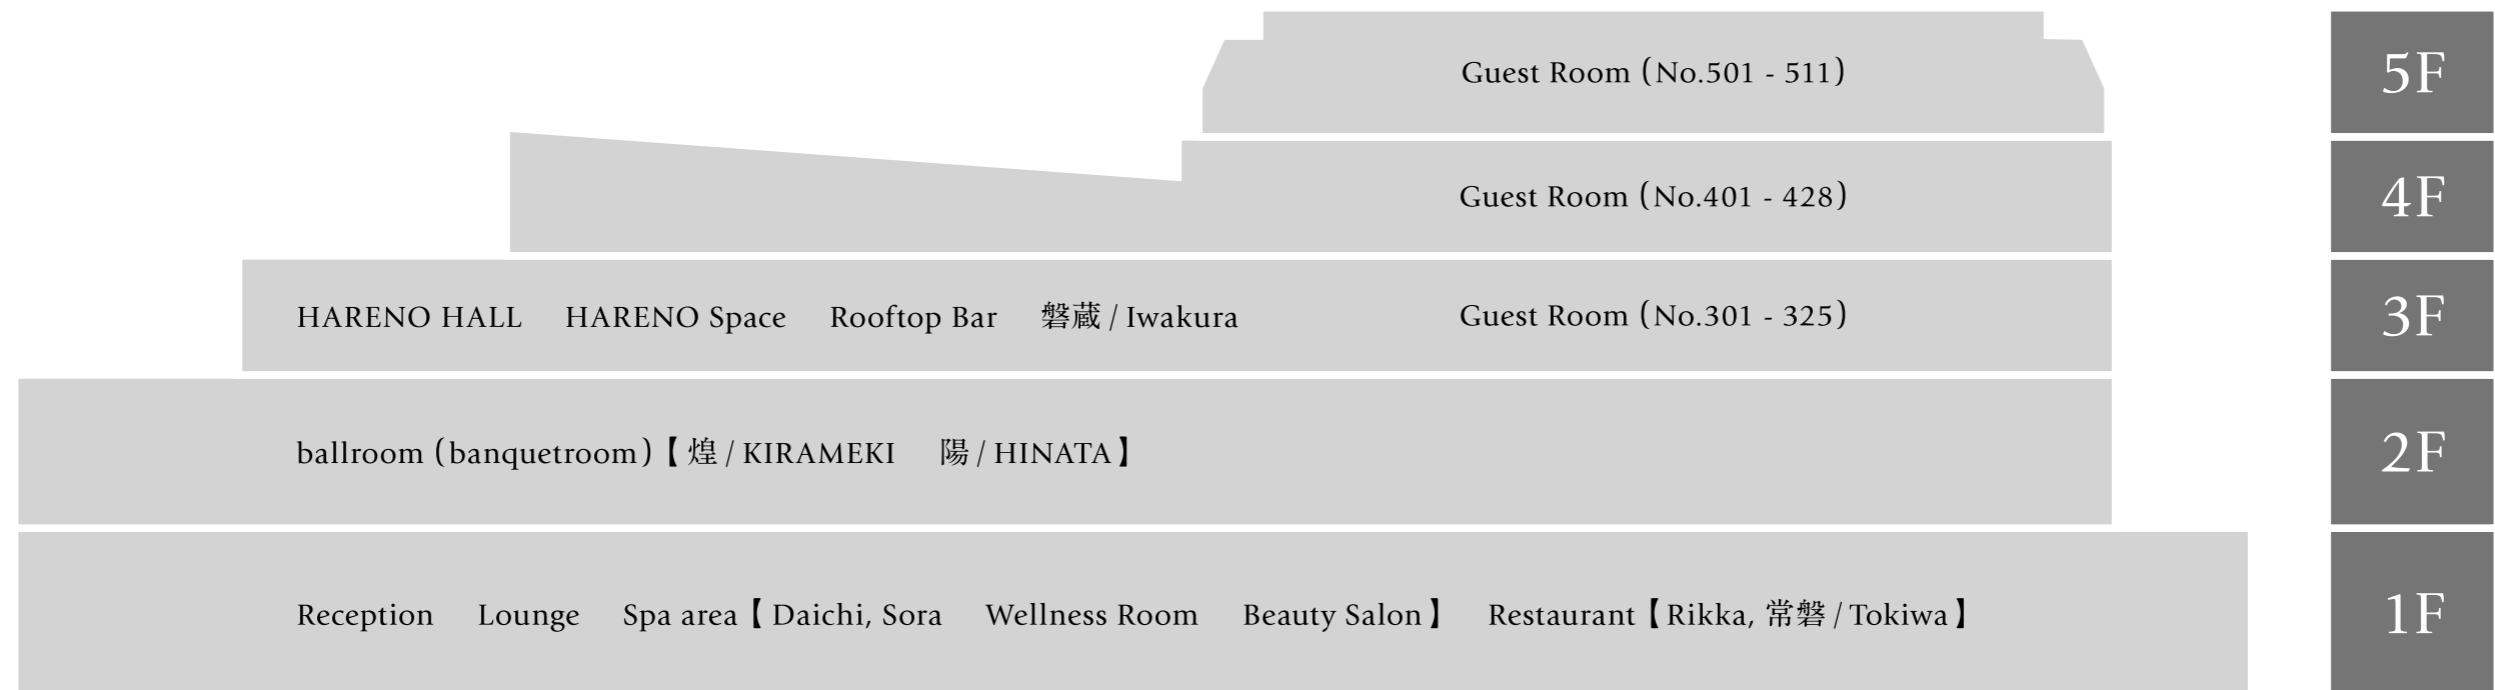 Guest Room (No.501 - 511) 5F
Guest Room (No.401 - 428) 4F
HARENO HALL HARENO Space Rooftop Bar 磐蔵 / Iwakura Guest Room (No.301 - 325) 3F
ballroom (banquetroom)【 煌 / KIRAMEKI 陽 / HINATA】 2F
Reception Lounge Spa area【 Daichi, Sora Wellness Room Beauty Salon】 Restaurant【 Rikka, 常磐 / Tokiwa】 1F